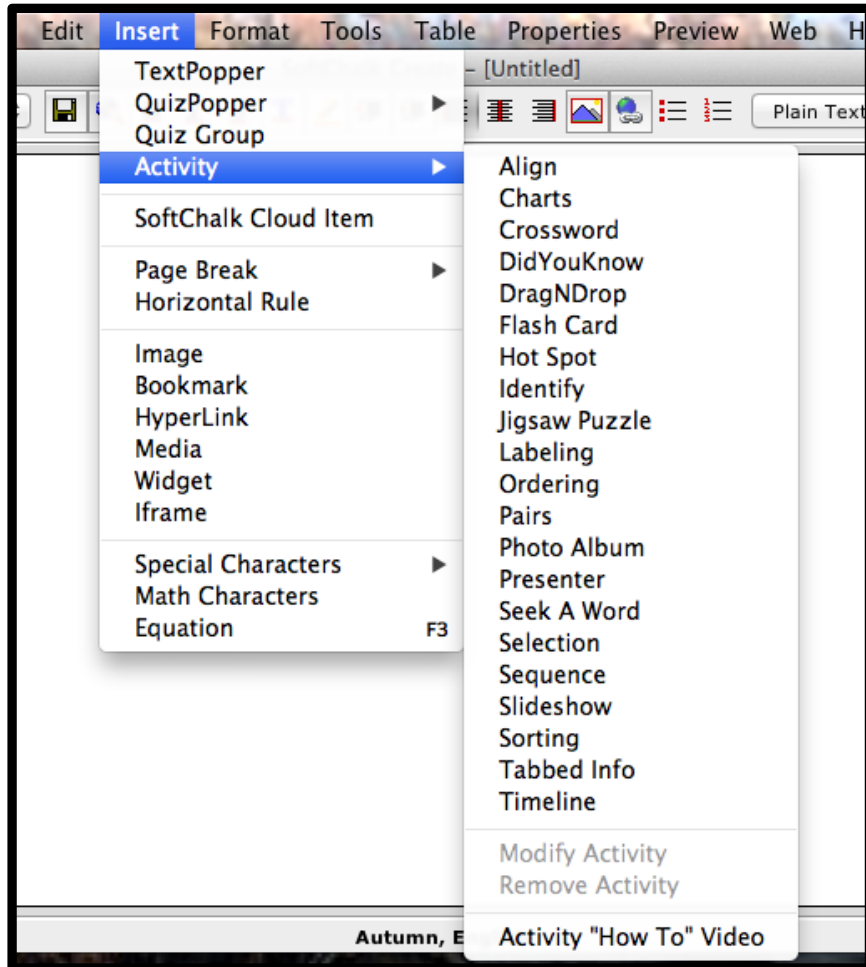 Edit Insert Format Tools Table Properties Preview Web H
– [Untitled]
Plain Text
TextPopper
QuizPopper
Quiz Group
Activity
SoftChalk Cloud Item
Page Break
Horizontal Rule
Image
Bookmark
HyperLink
Media
Widget
Iframe
Special Characters
Math Characters
Equation F3
Align
Charts
Crossword
DidYouKnow
DragNDrop
Flash Card
Hot Spot
Identify
Jigsaw Puzzle
Labeling
Ordering
Pairs
Photo Album
Presenter
Seek A Word
Selection
Sequence
Slideshow
Sorting
Tabbed Info
Timeline
Modify Activity
Remove Activity
Activity "How To" Video
Autumn,